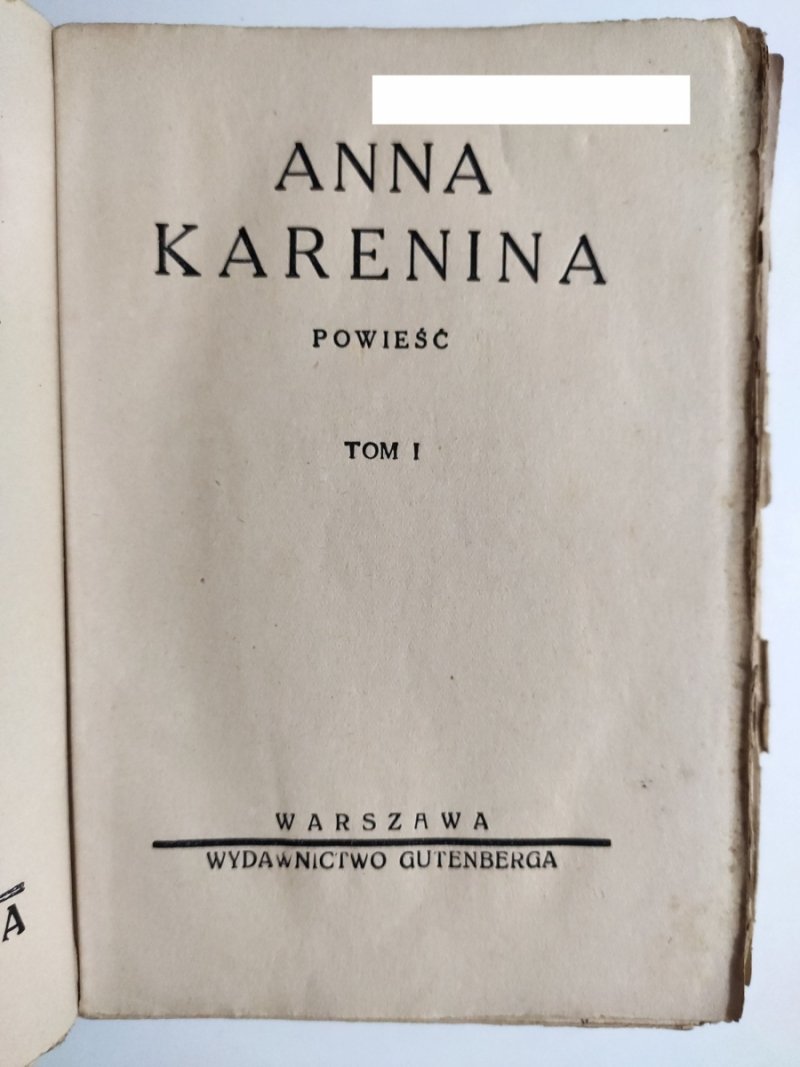 ANNA
KARENINA
POWIEŚĆ
TOM I
WARSZAWA
WYDAWNICTWO GUTENBERGA
A